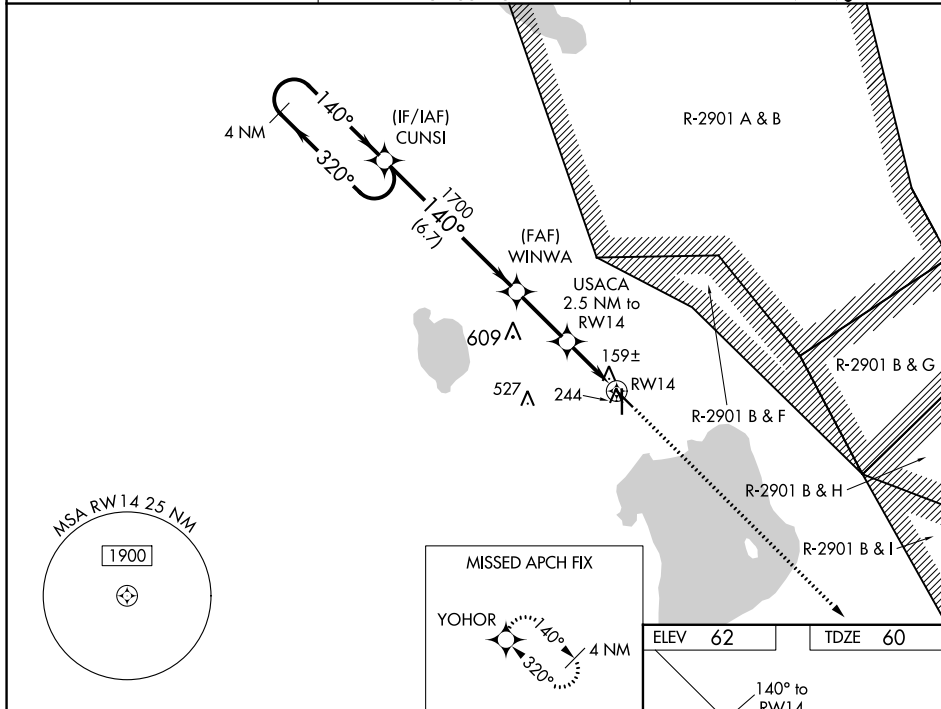 R-2901 A & B
140°
4 NM
320°
(IF/IAF)
CUNSI
1700
140°
(6.7)
(FAF)
WINWA
USACA
2.5 NM to
RW14
609
159±
R-2901 B & G
527
244
RW14
R-2901 B & F
R-2901 B & H
R-2901 B & I
MSA RW14 25 NM
1900
MISSED APCH FIX
YOHOR
140°
320°
4 NM
ELEV 62
TDZE 60
140° to
RW14